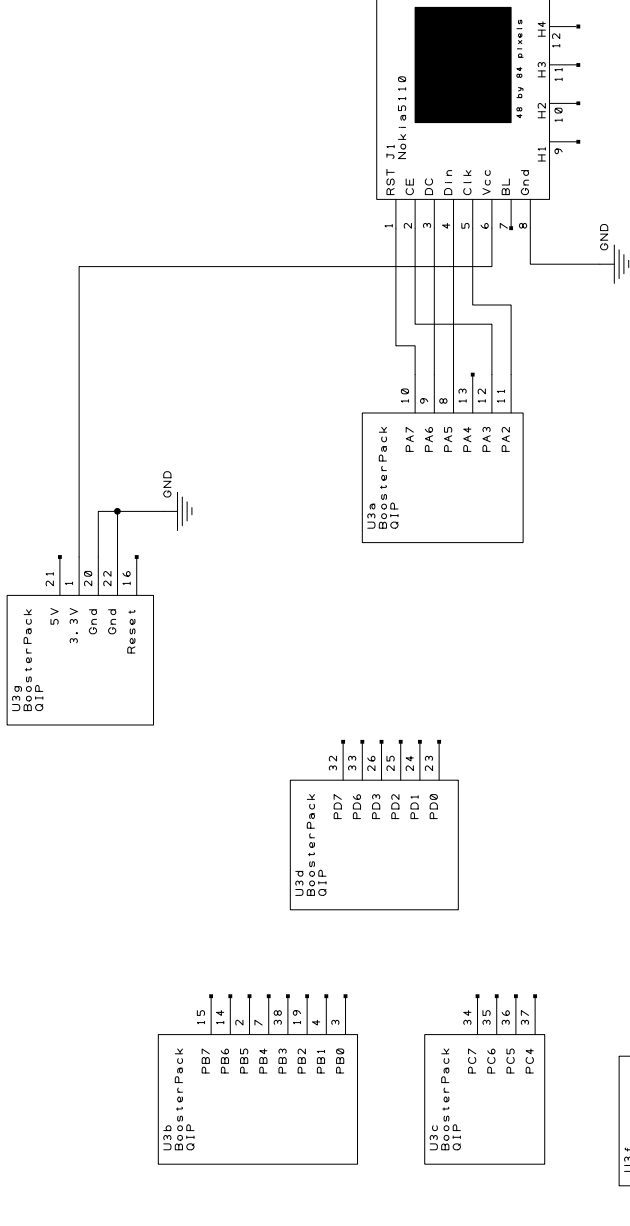 RST J1
Nokia5110
CE
DC
Din
Clk
Vcc
BL
Gnd
48 by 84 pixels
H1
H2
H3
H4
9
10
11
12
1
2
3
4
5
6
7
8
GND
U3a
BoosterPack
QIP
PA7
PA6
PA5
PA4
PA3
PA2
10
9
8
13
12
11
GND
U3g
BoosterPack
QIP
5V
3.3V
Gnd
Gnd
Reset
21
1
20
22
16
U3d
BoosterPack
QIP
PD7
PD6
PD3
PD2
PD1
PD0
32
33
26
25
24
23
U3b
BoosterPack
QIP
PB7
PB6
PB5
PB4
PB3
PB2
PB1
PB0
15
14
2
7
38
19
4
3
U3c
BoosterPack
QIP
PC7
PC6
PC5
PC4
34
35
36
37
U3f